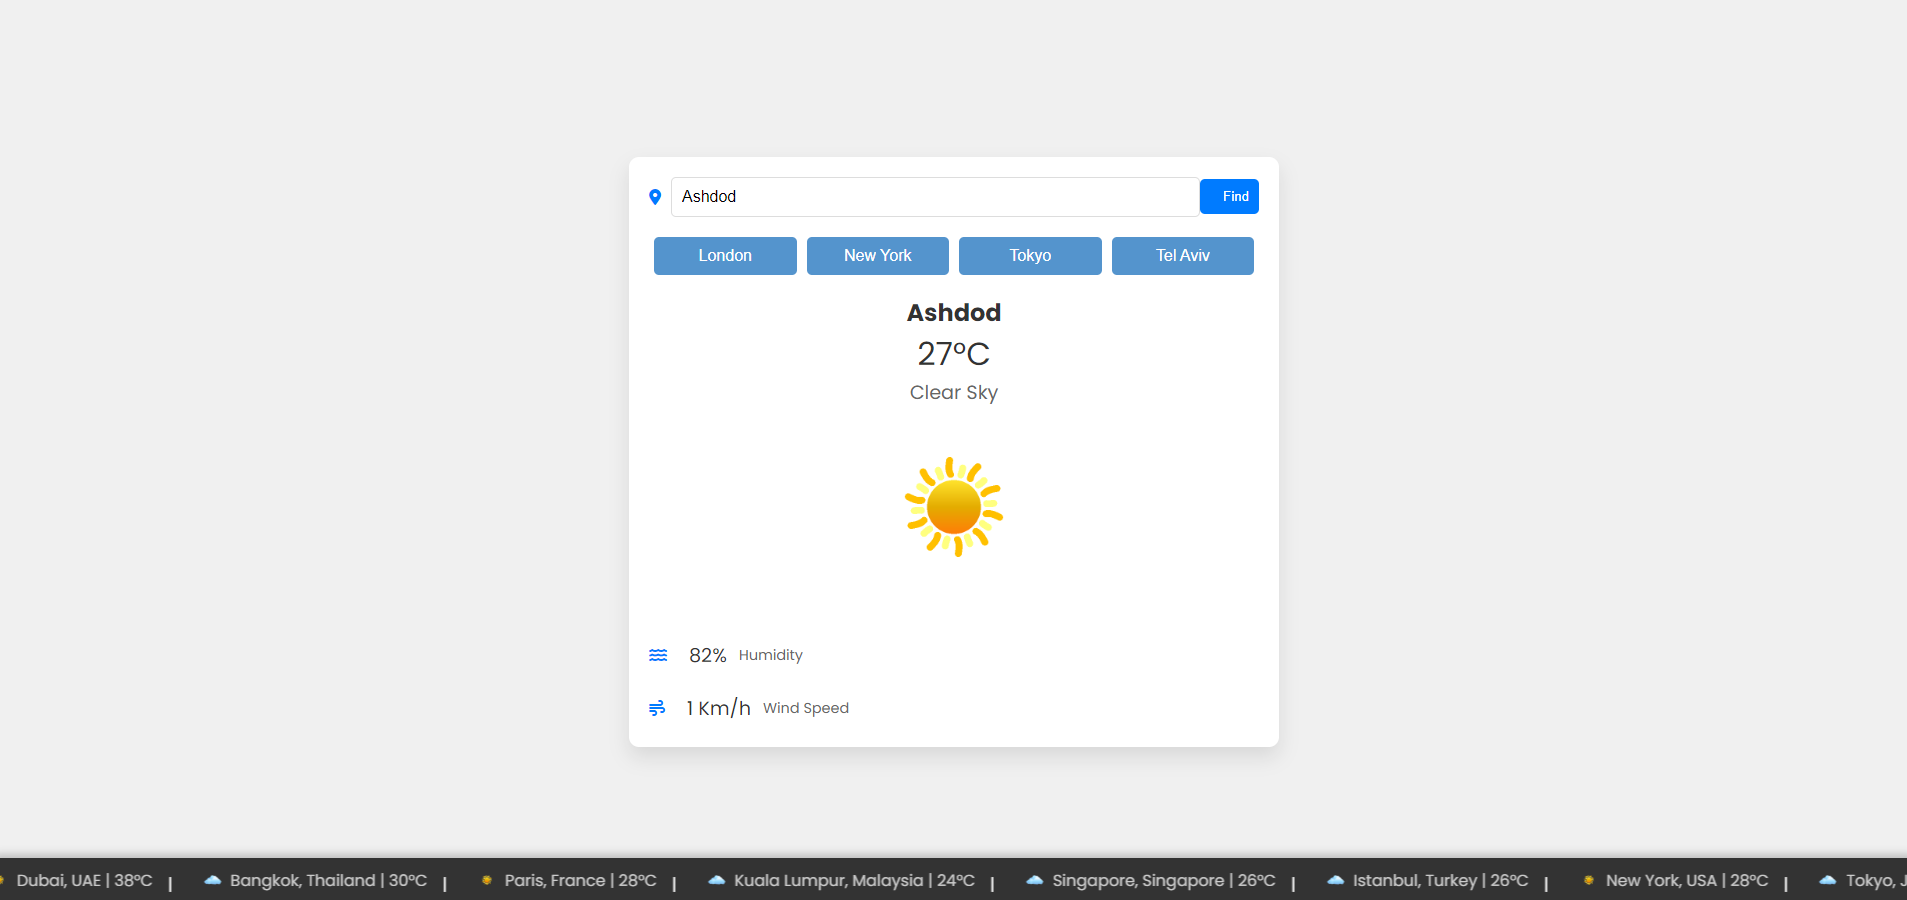 Ashdod
Find
London
New York
Tokyo
Tel Aviv
Ashdod
27°C
Clear Sky
82% Humidity
1 Km/h Wind Speed
Dubai, UAE | 38°C | Bangkok, Thailand | 30°C | Paris, France | 28°C | Kuala Lumpur, Malaysia | 24°C | Singapore, Singapore | 26°C | Istanbul, Turkey | 26°C | New York, USA | 28°C | Tokyo, J